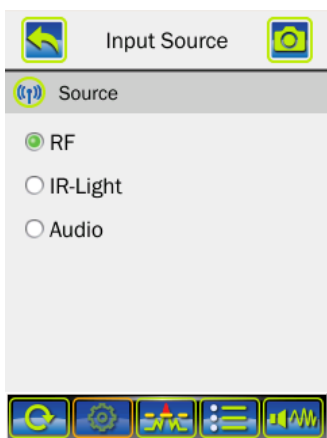 Input Source
Source
RF
IR-Light
Audio